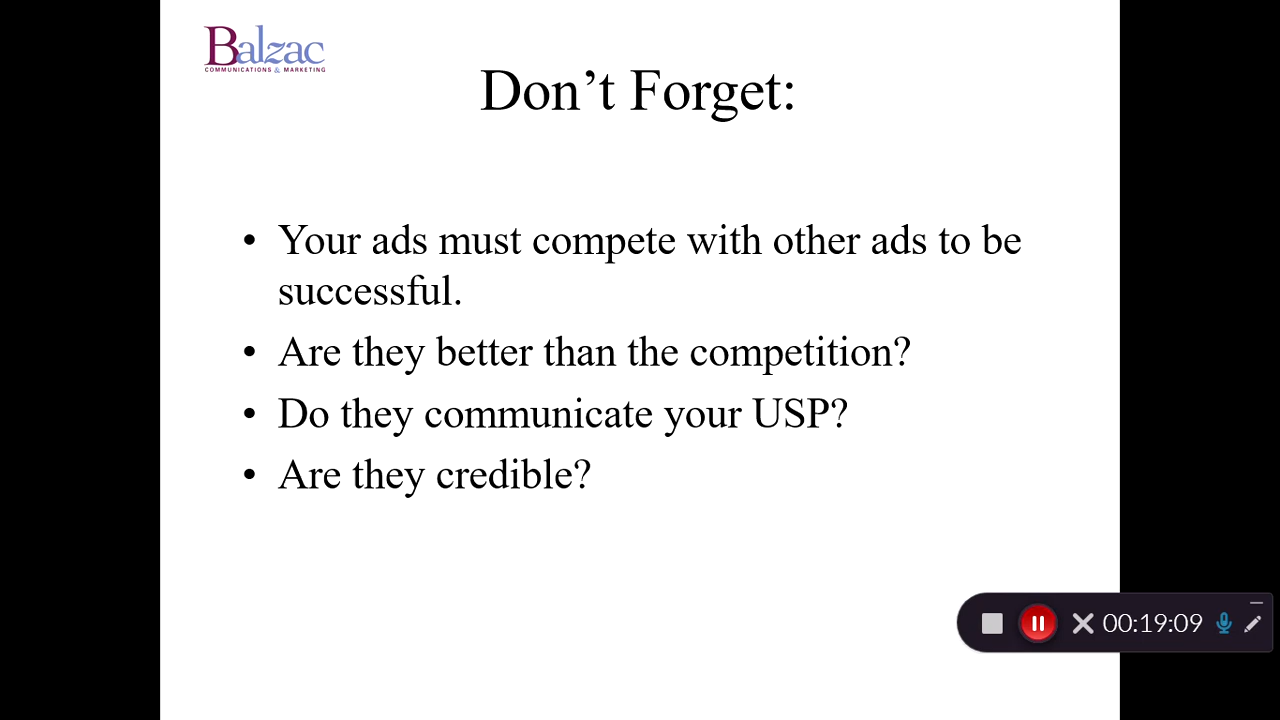 Balzac
COMMUNICATIONS & MARKETING
Don’t Forget:
• Your ads must compete with other ads to be
successful.
• Are they better than the competition?
• Do they communicate your USP?
• Are they credible?
00:19:09